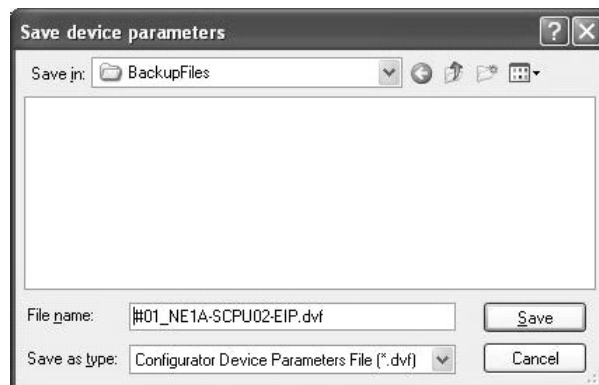 Save device parameters
Save in: BackupFiles
File name: #01_NE1A-SCPU02-EIP.dvf Save
Save as type: Configurator Device Parameters File (*.dvf) Cancel